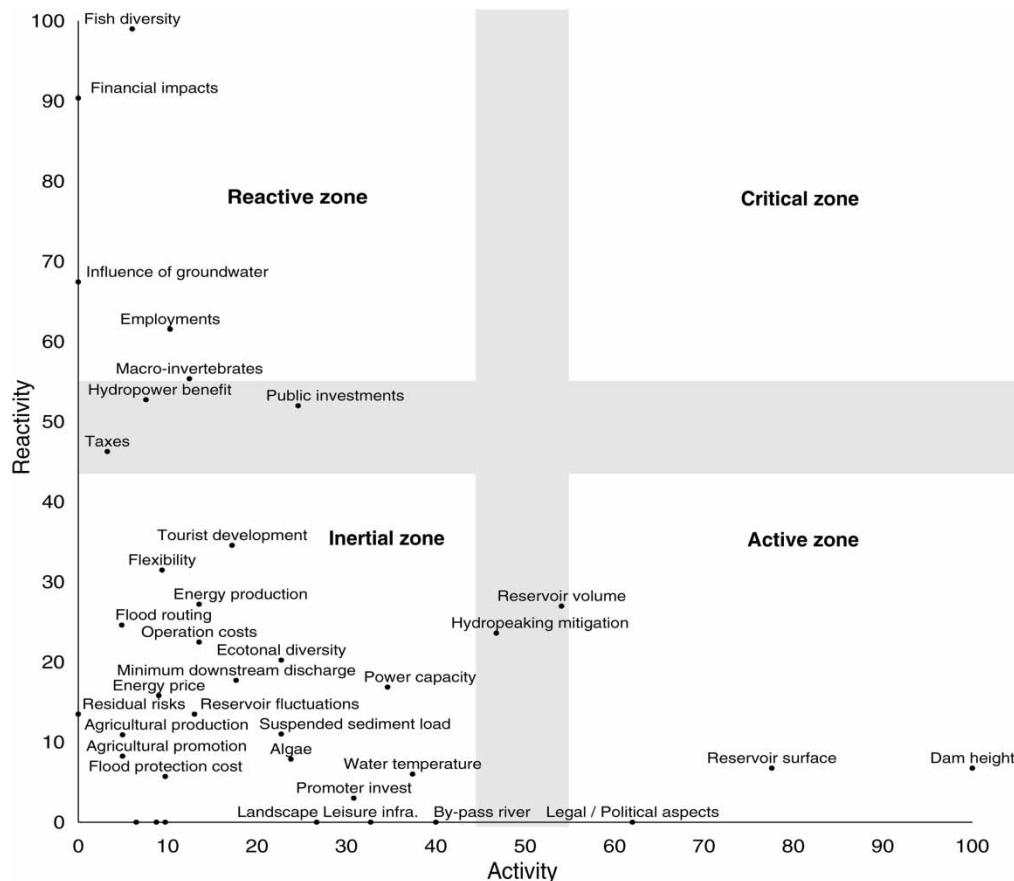 100
Fish diversity
90
Financial impacts
80
Reactive zone
Critical zone
70
Influence of groundwater
60
Employments
Macro-invertebrates
Hydropower benefit
Public investments
50
Taxes
Reactivity
40
Tourist development
Inertial zone
Active zone
Flexibility
30
Energy production
Reservoir volume
Flood routing
Hydropeaking mitigation
Operation costs
Ecotonal diversity
20
Minimum downstream discharge
Power capacity
Energy price
Residual risks
Reservoir fluctuations
Agricultural production
Suspended sediment load
10
Agricultural promotion
Algae
Flood protection cost
Water temperature
Reservoir surface
Dam height
Promoter invest
Landscape
Leisure infra.
By-pass river
Legal / Political aspects
0
0 10 20 30 40 50 60 70 80 90 100
Activity